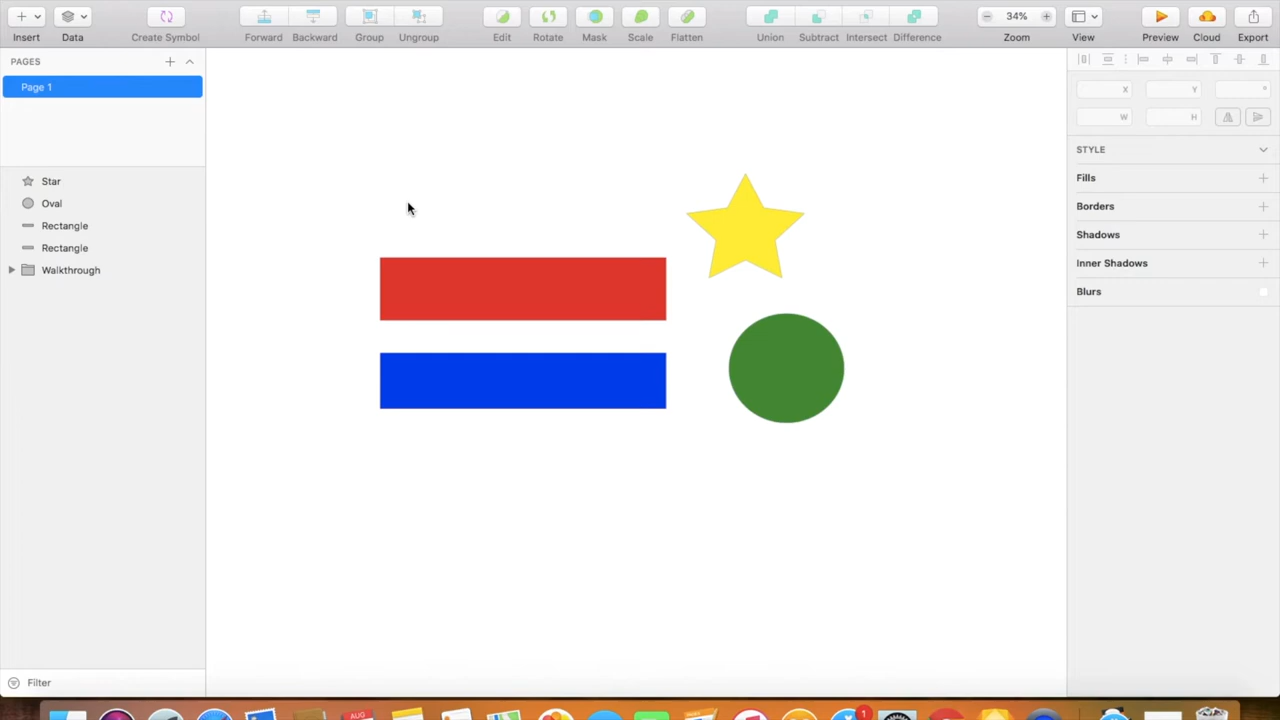 Insert Data Create Symbol Forward Backward Group Ungroup Edit Rotate Mask Scale Flatten Union Subtract Intersect Difference 34% Zoom View Preview Cloud Export
PAGES
Page 1
Star
Oval
Rectangle
Rectangle
Walkthrough
Filter
X Y °
W H
STYLE
Fills
Borders
Shadows
Inner Shadows
Blurs
AUG
1